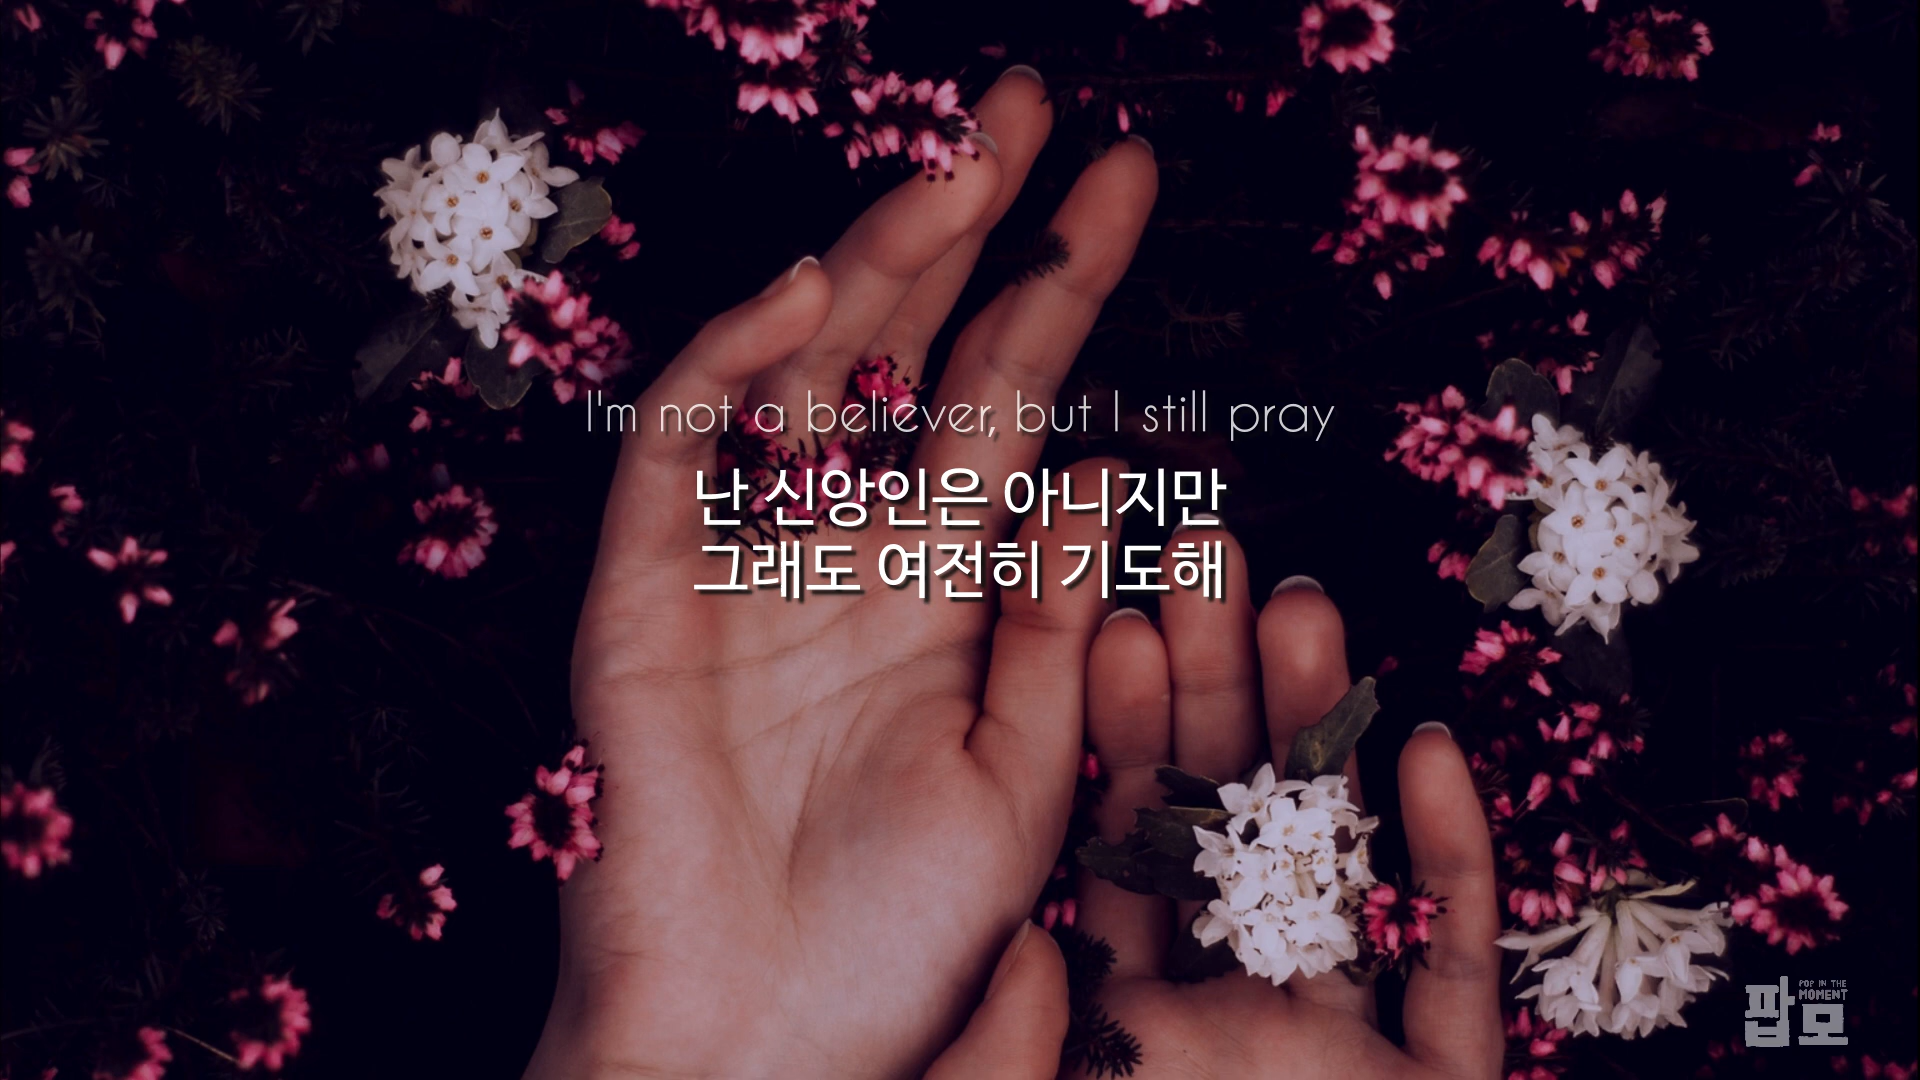 I'm not a believer, but I still pray
난 신앙인은 아니지만
그래도 여전히 기도해
팝모
POP IN THE
MOMENT